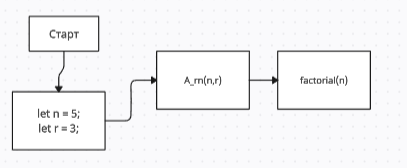 Старт
let n = 5;
let r = 3;
A_rn(n,r)
factorial(n)